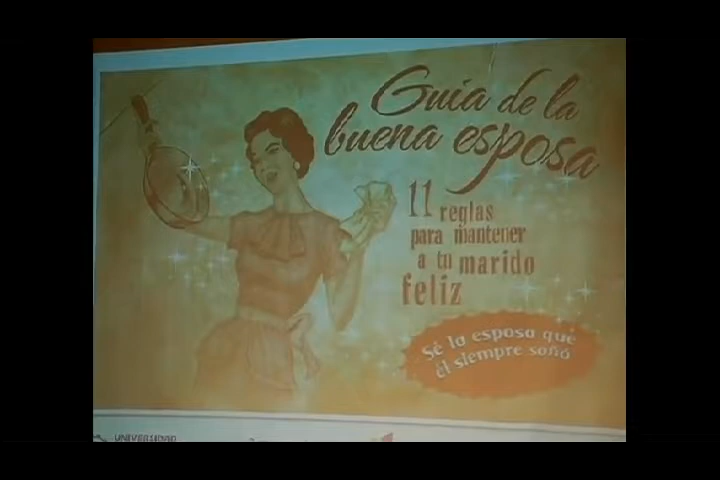 Guía de la
buena esposa
11 reglas
para mantener
a tu marido
feliz
Sé la esposa que
él siempre soñó
UNIVERSIDAD